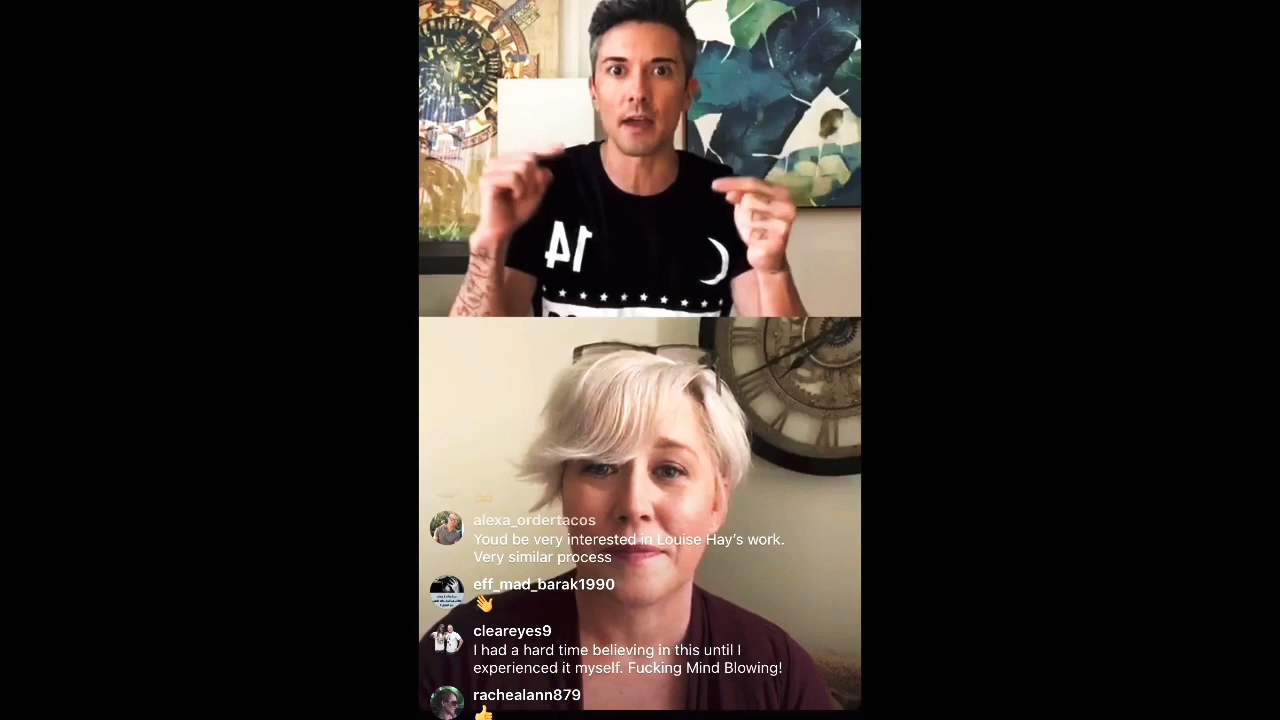 14
alexa_ordertacos
Youd be very interested in Louise Hay’s work.
Very similar process
eff_mad_barak1990
👋
cleareyes9
I had a hard time believing in this until I
experienced it myself. Fucking Mind Blowing!
rachealann879
👍